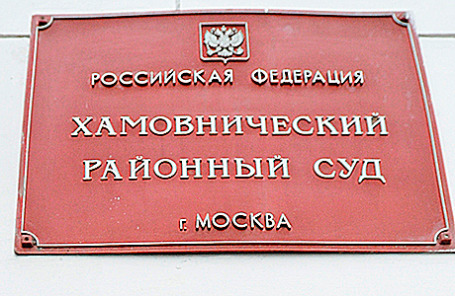 РОССИЙСКАЯ ФЕДЕРАЦИЯ
ХАМОВНИЧЕСКИЙ
РАЙОННЫЙ СУД
г. МОСКВА